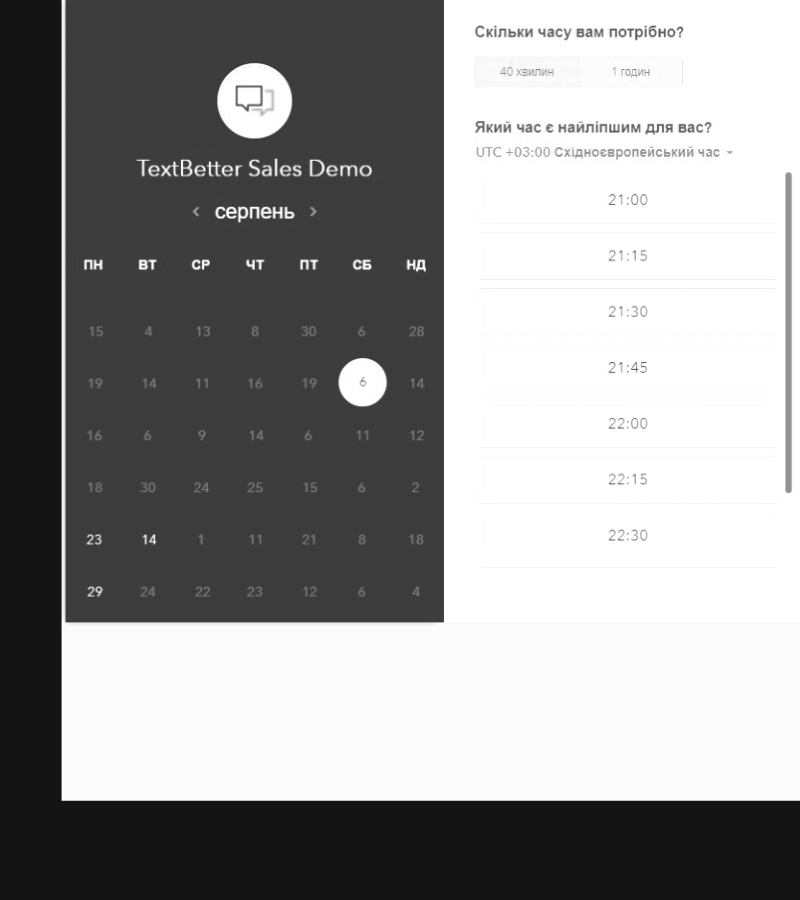 TextBetter Sales Demo
‹ серпень ›
ПН ВТ СР ЧТ ПТ СБ НД
15 4 13 8 30 6 28
19 14 11 16 19 6 14
16 6 9 14 6 11 12
18 30 24 25 15 6 2
23 14 1 11 21 8 18
29 24 22 23 12 6 4
Скільки часу вам потрібно?
40 хвилин 1 годин
Який час є найліпшим для вас?
UTC +03:00 Східноєвропейський час
21:00
21:15
21:30
21:45
22:00
22:15
22:30